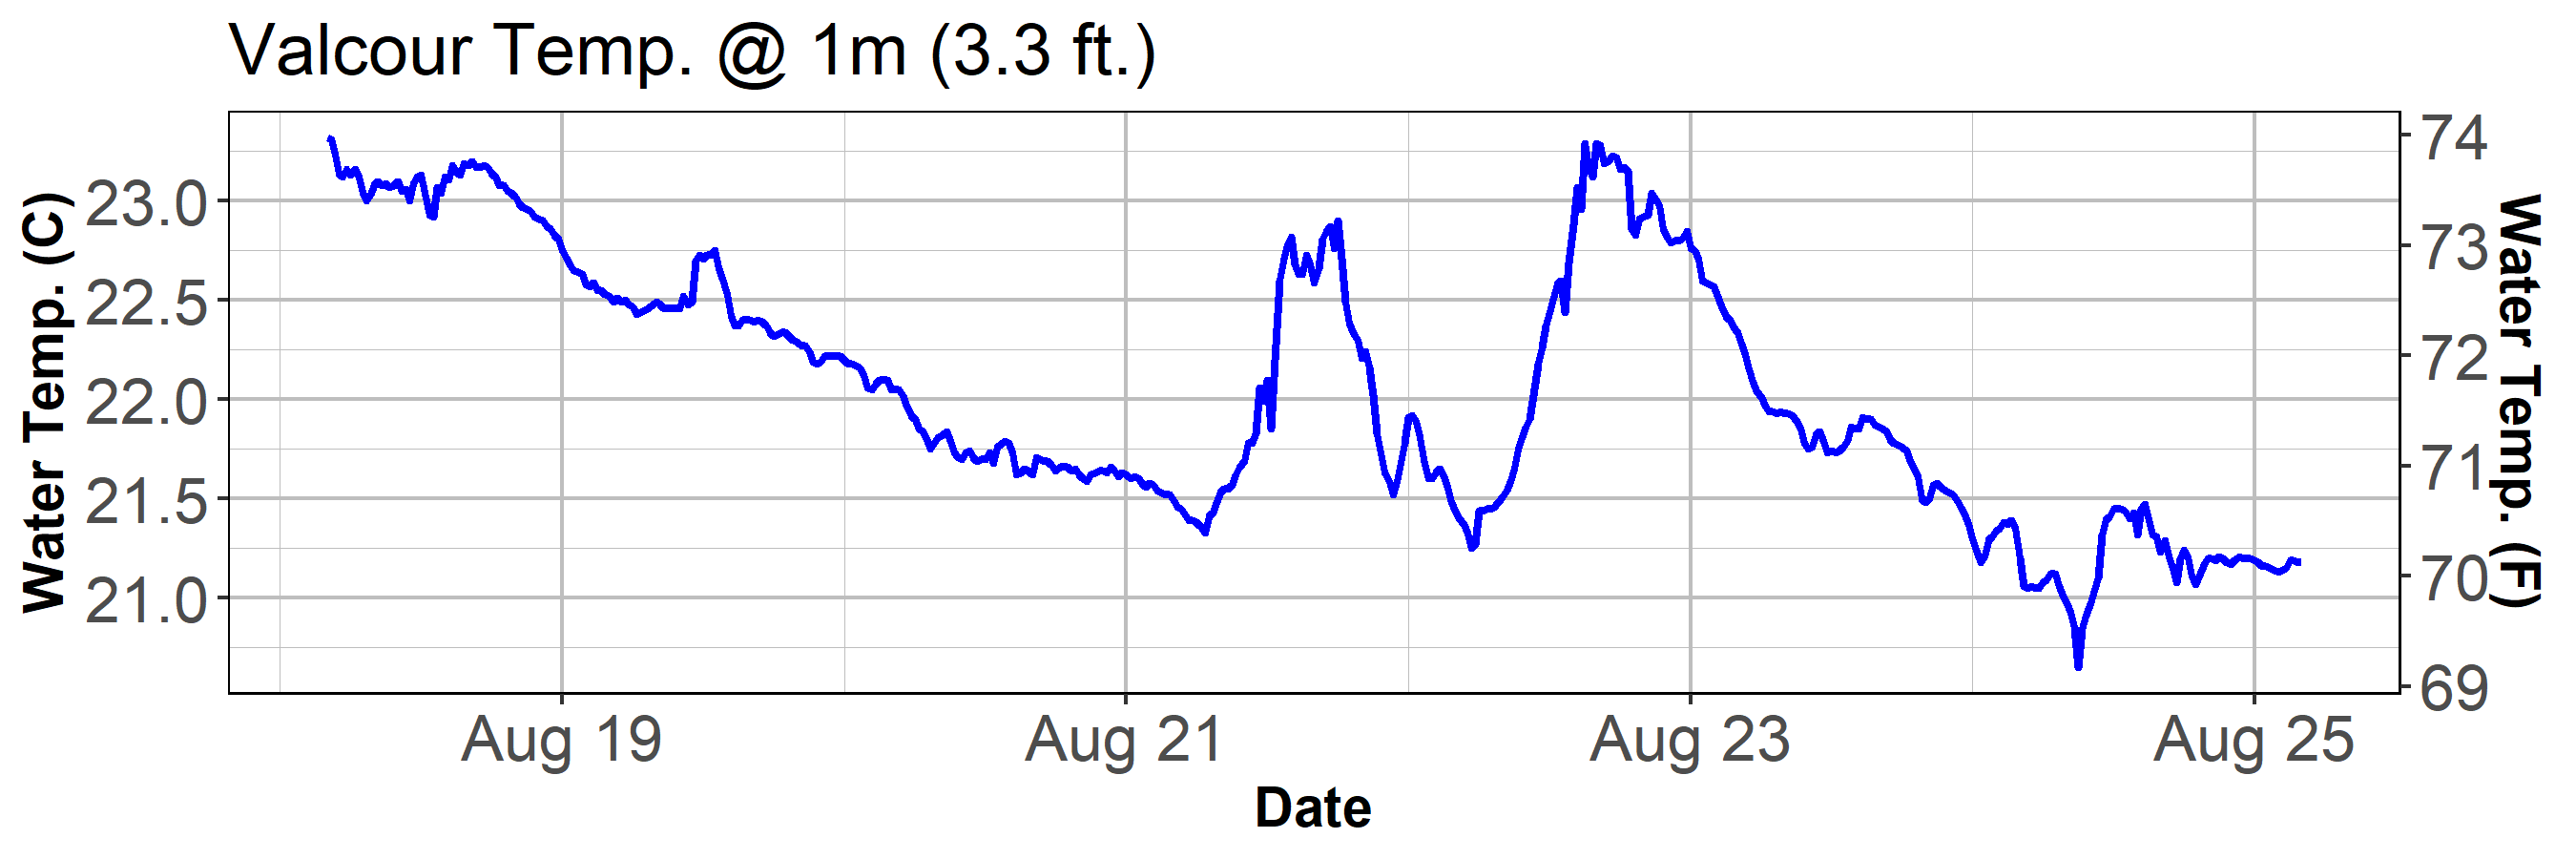 Valcour Temp. @ 1m (3.3 ft.)
Water Temp. (C)
23.0
22.5
22.0
21.5
21.0
74
73
72
71
70
69
Water Temp. (F)
Aug 19
Aug 21
Aug 23
Aug 25
Date